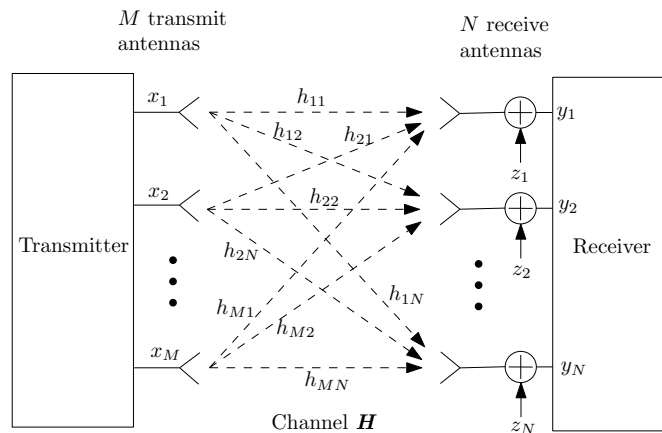 M transmit
antennas
N receive
antennas
x₁
h₁₁
y₁
h₁₂
h₂₁
z₁
x₂
h₂₂
y₂
Transmitter
h₂N
Receiver
z₂
h₁N
hM₁
hM₂
xM
hMN
yN
Channel H
zN